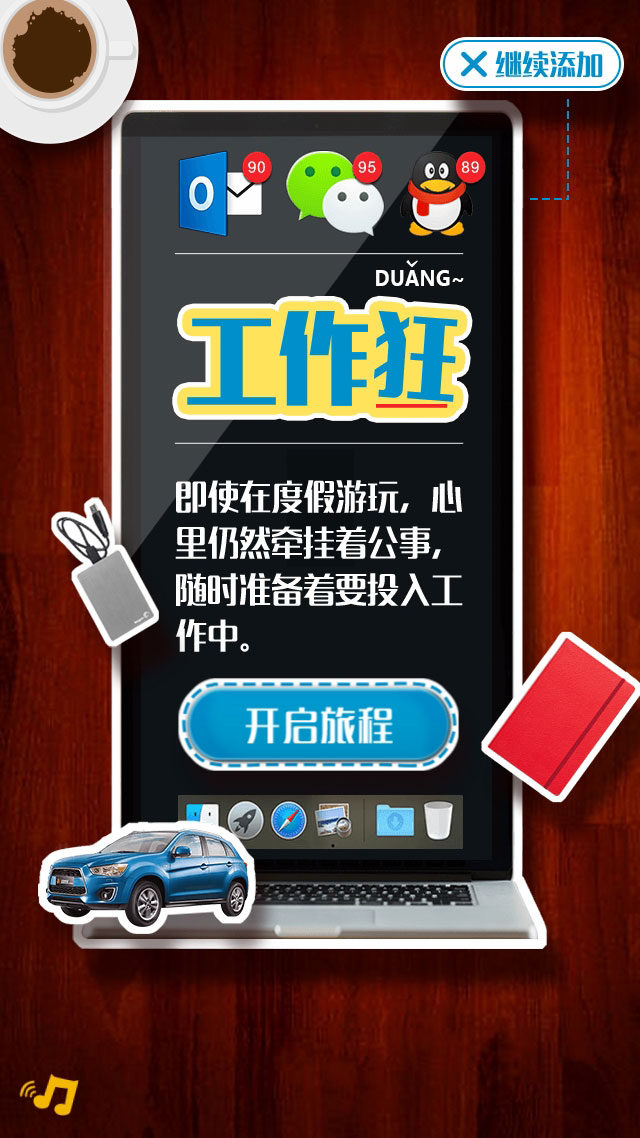 继续添加
90
95
89
O
DUǍNG~
工作狂
即使在度假游玩，心
里仍然牵挂着公事，
随时准备着要投入工
作中。
开启旅程